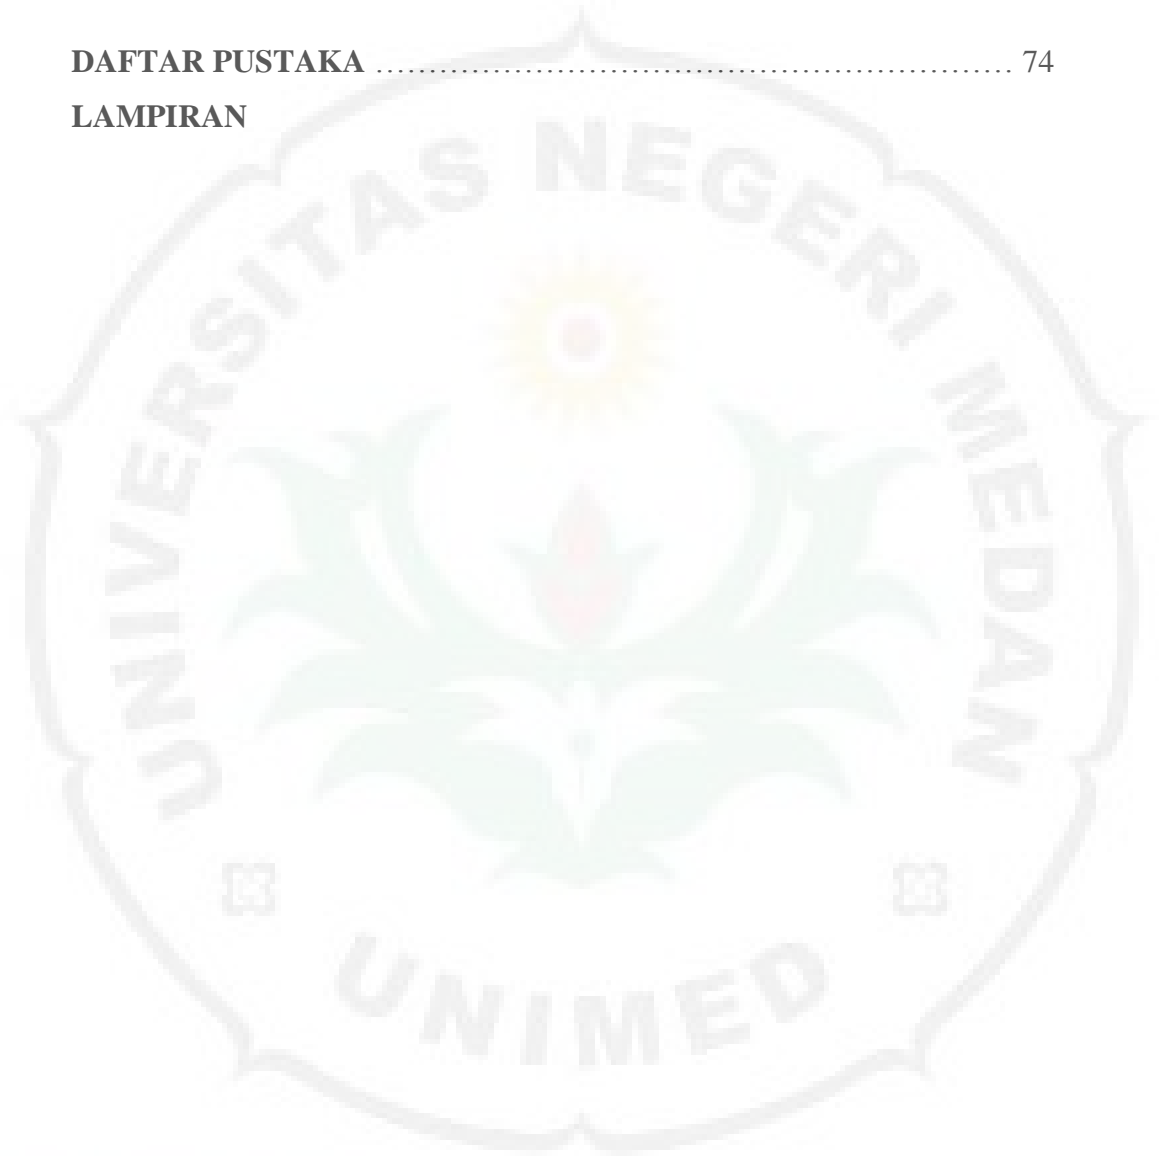 DAFTAR PUSTAKA ............................................................. 74
LAMPIRAN
UNIVERSITAS NEGERI MEDAN
UNIMED